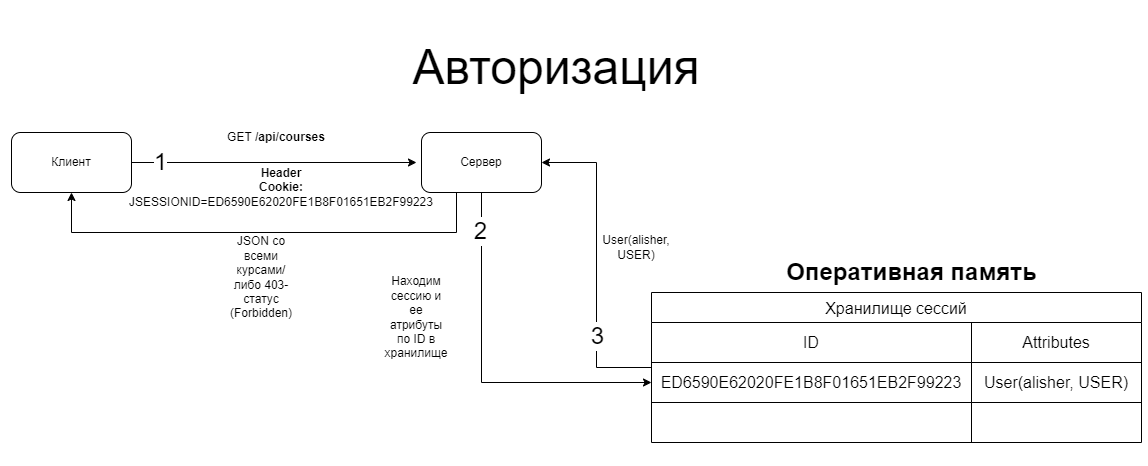 Авторизация
GET /api/courses
Клиент
1
Сервер
Header
Cookie:
JSESSIONID=ED6590E62020FE1B8F01651EB2F99223
2
JSON со
всеми
курсами/
либо 403-
статус
(Forbidden)
User(alisher,
USER)
Находим
сессию и
ее
атрибуты
по ID в
хранилище
3
Оперативная память
Хранилище сессий
ID
Attributes
ED6590E62020FE1B8F01651EB2F99223
User(alisher, USER)